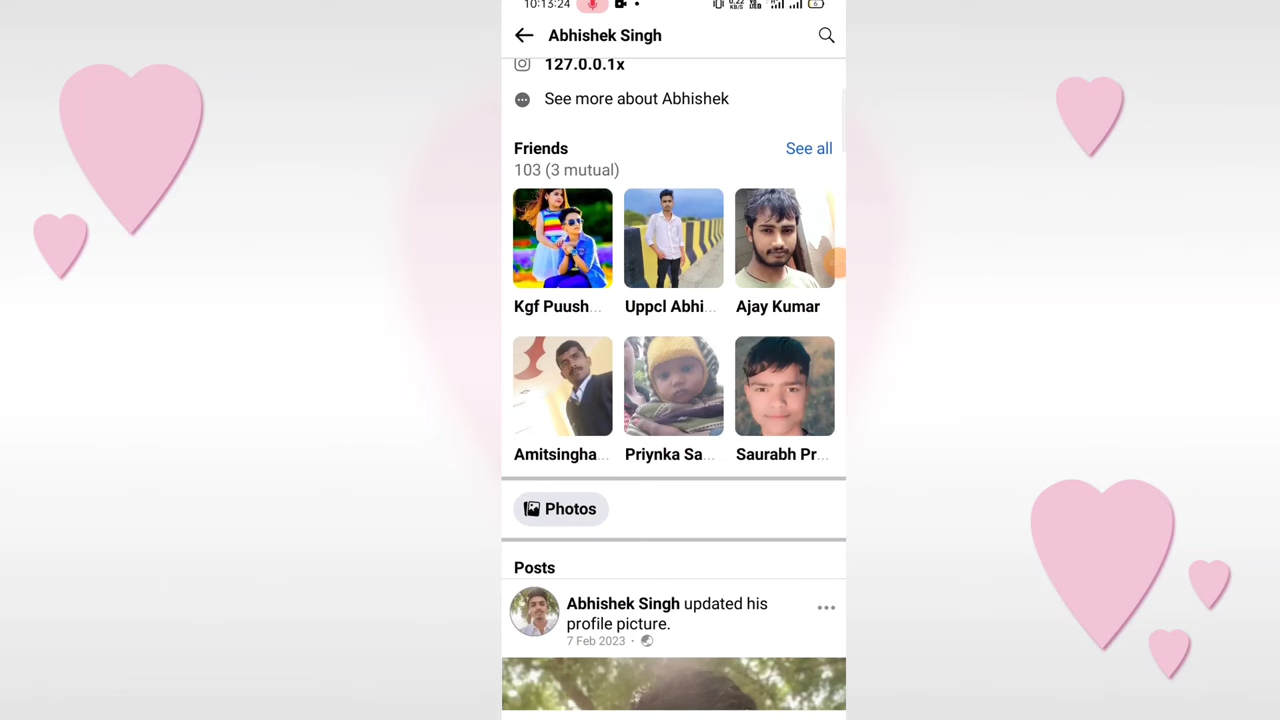 10:13:24
Abhishek Singh
127.0.0.1x
See more about Abhishek
Friends
See all
103 (3 mutual)
Kgf Puush...
Uppcl Abhi...
Ajay Kumar
Amitsingha...
Priynka Sa...
Saurabh Pr...
Photos
Posts
Abhishek Singh updated his
profile picture.
7 Feb 2023 ·